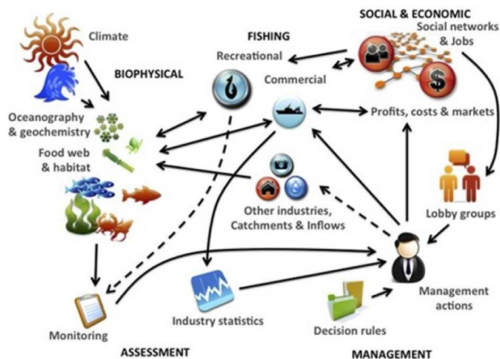 SOCIAL & ECONOMIC
FISHING
Social networks
& Jobs
Climate
Recreational
BIOPHYSICAL
Commercial
Oceanography
& geochemistry
Profits, costs & markets
Food web
& habitat
$
Other industries,
Catchments & Inflows
Lobby groups
Management
actions
Monitoring
Industry statistics
Decision rules
ASSESSMENT
MANAGEMENT